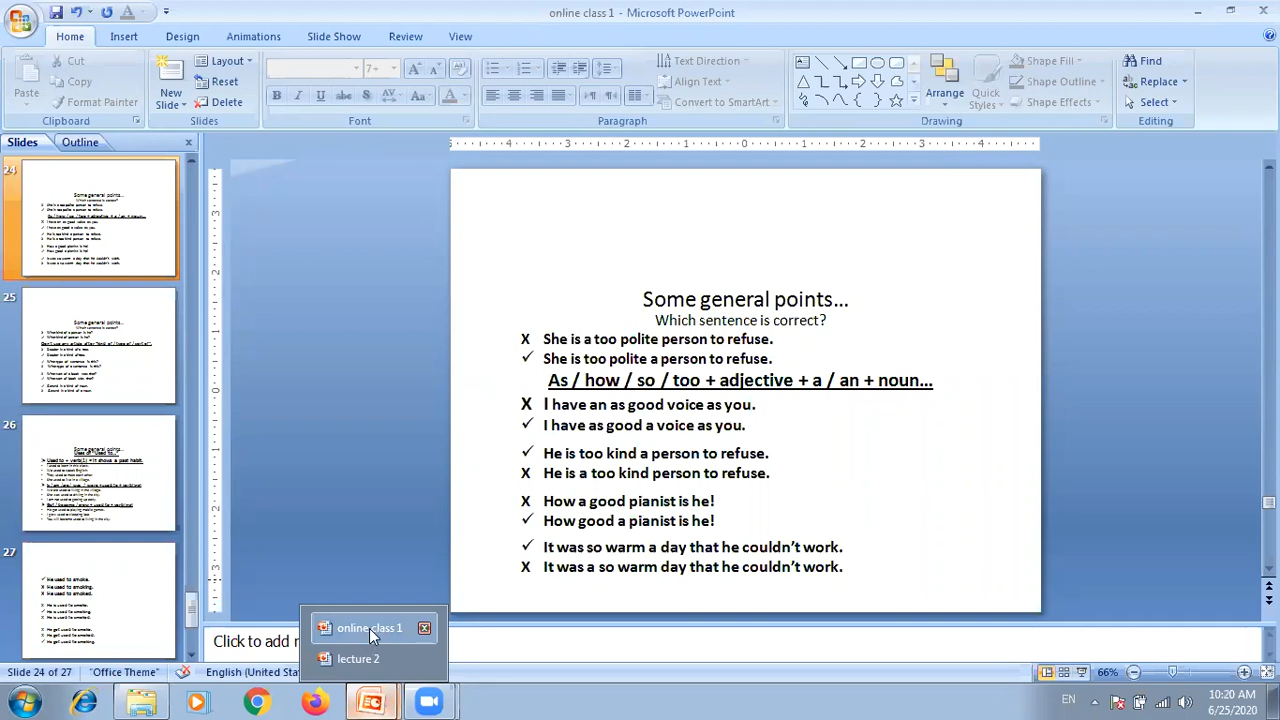 online class 1 - Microsoft PowerPoint
Home Insert Design Animations Slide Show Review View
Cut
Copy
Format Painter
Paste
Clipboard
New Slide
Layout
Reset
Delete
Slides
7+
Font
Paragraph
Text Direction
Align Text
Convert to SmartArt
Arrange
Quick Styles
Shape Fill
Shape Outline
Shape Effects
Drawing
Find
Replace
Select
Editing
Slides Outline
24
25
26
27
Some general points...
Which sentence is correct?
X She is a too polite person to refuse.
✓ She is too polite a person to refuse.
As / how / so / too + adjective + a / an + noun...
X I have an as good voice as you.
✓ I have as good a voice as you.
✓ He is too kind a person to refuse.
X He is a too kind person to refuse.
X How a good pianist is he!
✓ How good a pianist is he!
✓ It was so warm a day that he couldn't work.
X It was a so warm day that he couldn't work.
online class 1
lecture 2
Click to add n
Slide 24 of 27 "Office Theme" English (United Sta
66%
EN
10:20 AM
6/25/2020